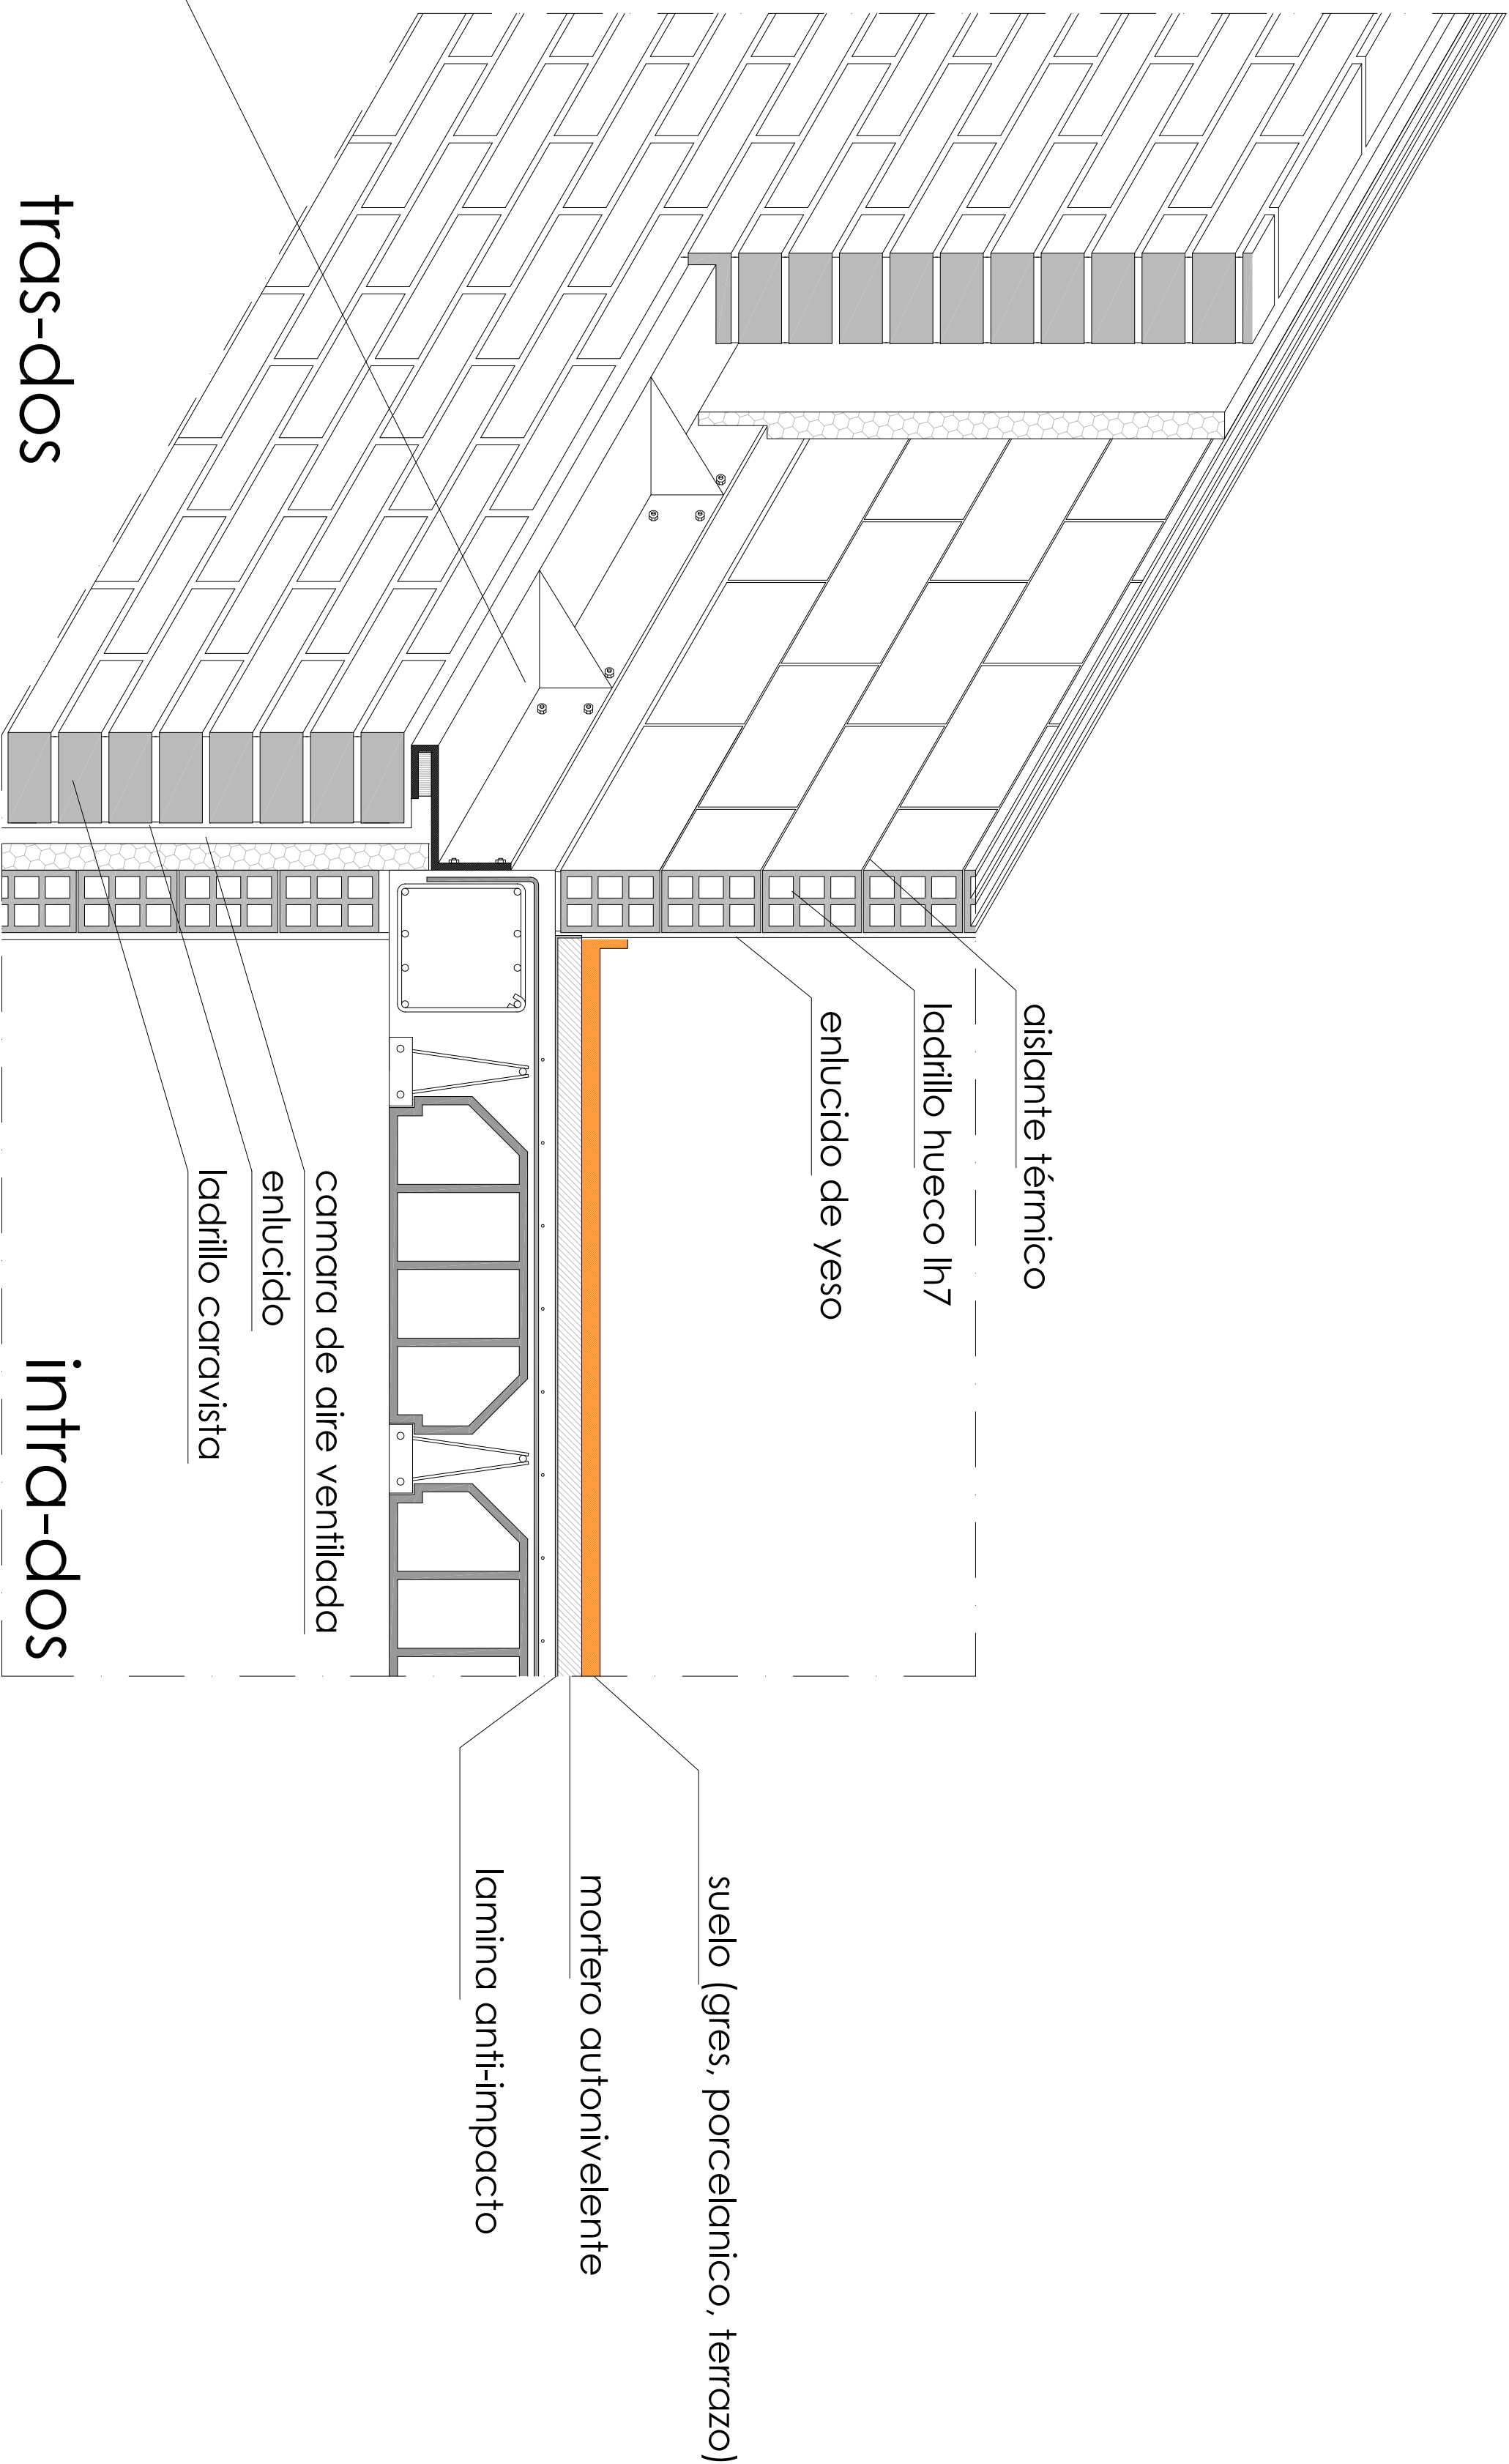 aislante térmico
ladrillo hueco lh7
enlucido de yeso
suelo (gres, porcelanico, terrazo)
mortero autonivelente
lamina anti-impacto
camara de aire ventilada
enlucido
ladrillo caravista
tras-dos
intra-dos